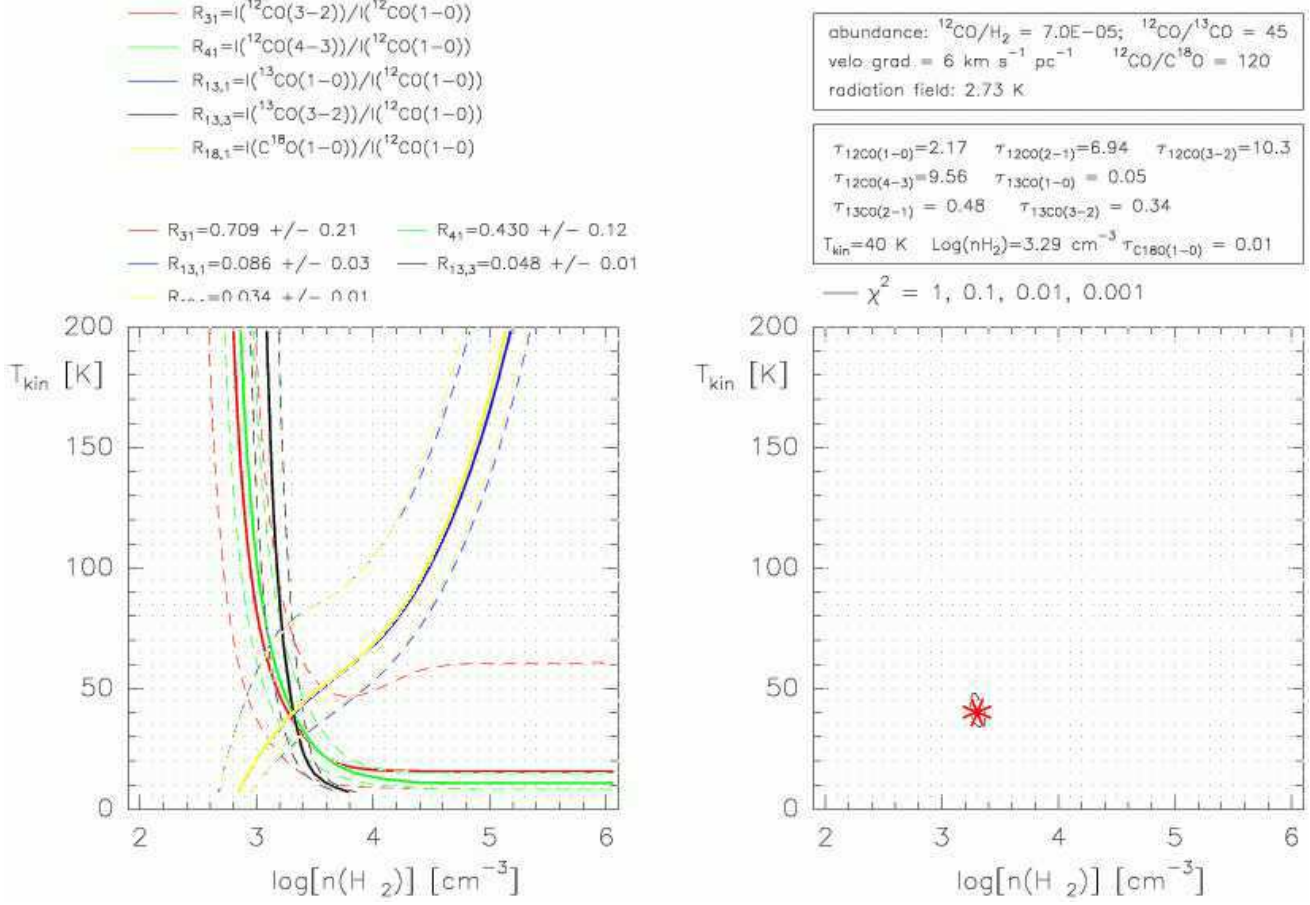 R31=I(¹²CO(3−2))/I(¹²CO(1−0))
R41=I(¹²CO(4−3))/I(¹²CO(1−0))
R13,1=I(¹³CO(1−0))/I(¹²CO(1−0))
R13,3=I(¹³CO(3−2))/I(¹²CO(1−0))
R18,1=I(C¹⁸O(1−0))/I(¹²CO(1−0)
R31=0.709 +/− 0.21 R41=0.430 +/− 0.12
R13,1=0.086 +/− 0.03 R13,3=0.048 +/− 0.01
=0.034 +/− 0.01
200
Tkin [K]
150
100
50
0
2 3 4 5 6
log[n(H 2)] [cm⁻³]
abundance: ¹²CO/H2 = 7.0E−05; ¹²CO/¹³CO = 45
velo grad = 6 km s⁻¹ pc⁻¹ ¹²CO/C¹⁸O = 120
radiation field: 2.73 K
τ12CO(1−0)=2.17 τ12CO(2−1)=6.94 τ12CO(3−2)=10.3
τ12CO(4−3)=9.56 τ13CO(1−0) = 0.05
τ13CO(2−1) = 0.48 τ13CO(3−2) = 0.34
Tkin=40 K Log(nH2)=3.29 cm⁻³ τC18O(1−0) = 0.01
χ² = 1, 0.1, 0.01, 0.001
200
Tkin [K]
150
100
50
0
2 3 4 5 6
log[n(H 2)] [cm⁻³]